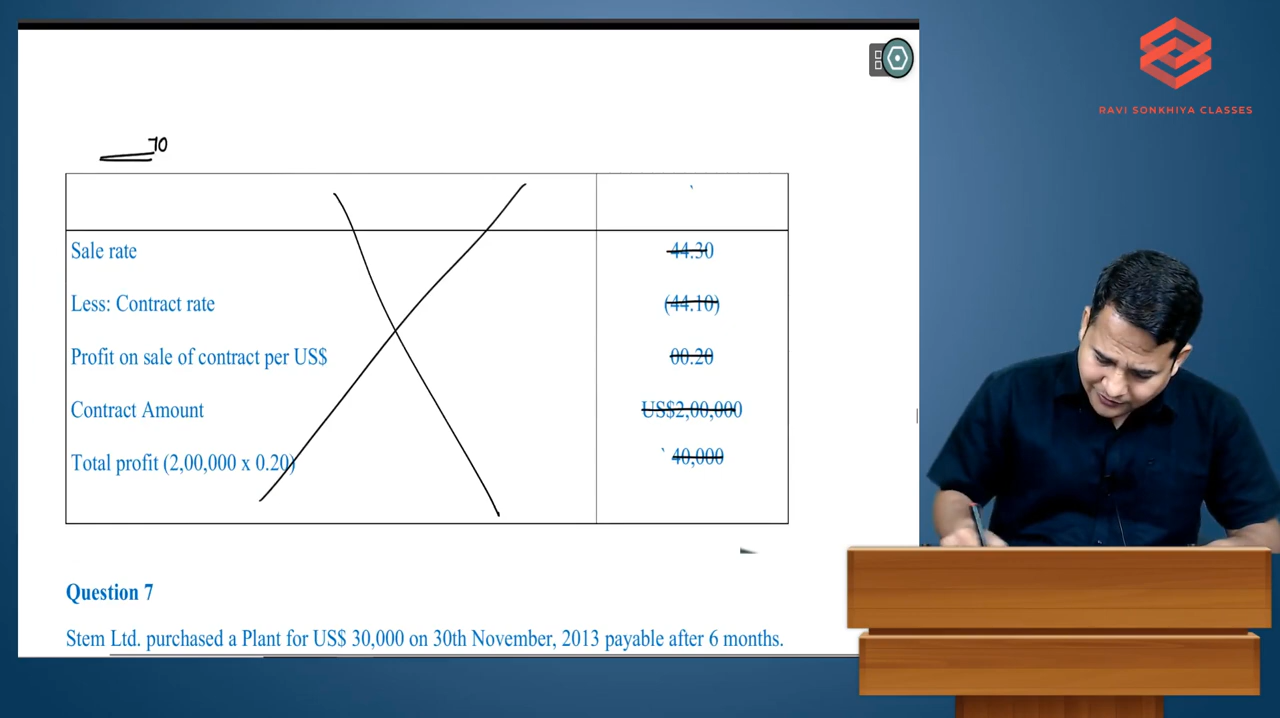 RAVI SONKHIYA CLASSES
10
Sale rate 44.30
Less: Contract rate (44.10)
Profit on sale of contract per US$ 00.20
Contract Amount US$2,00,000
Total profit (2,00,000 x 0.20) ` 40,000
Question 7
Stem Ltd. purchased a Plant for US$ 30,000 on 30th November, 2013 payable after 6 months.